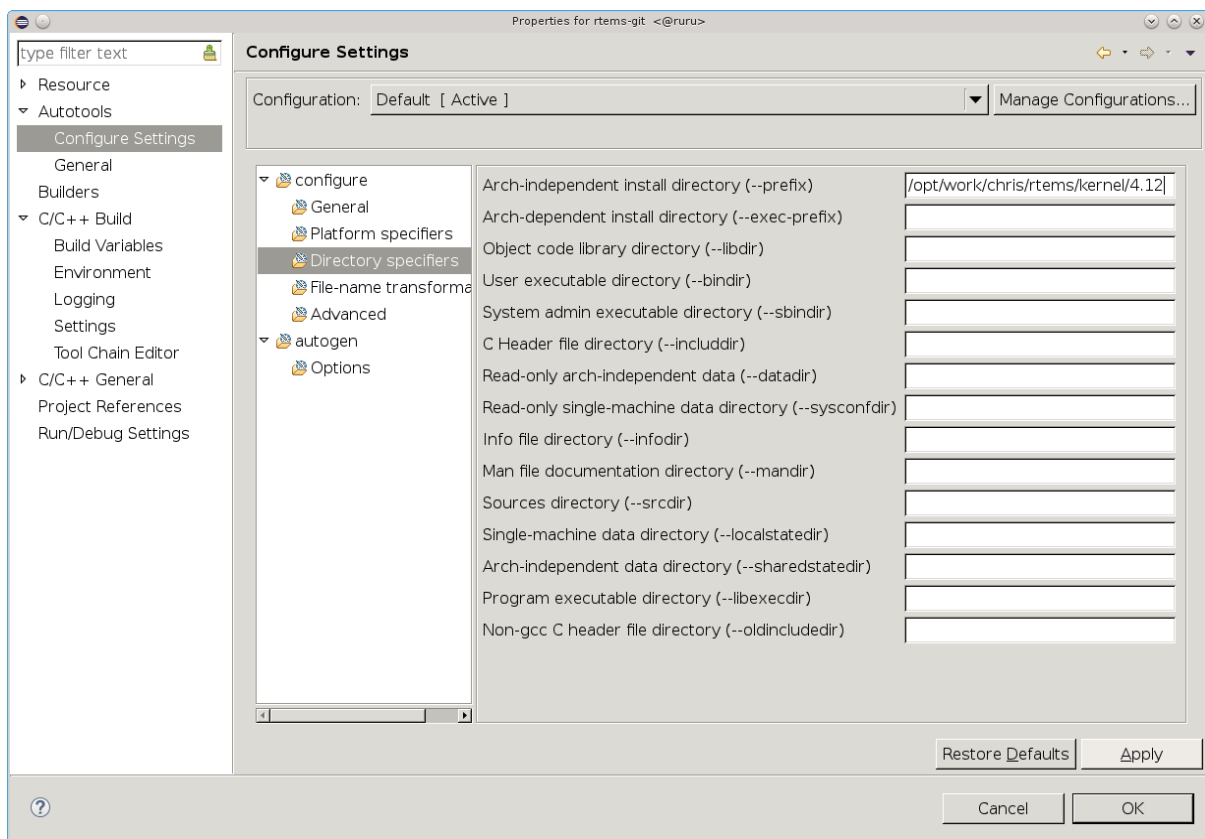 Properties for rtems-git <@ruru>
type filter text
Resource
Autotools
Configure Settings
General
Builders
C/C++ Build
Build Variables
Environment
Logging
Settings
Tool Chain Editor
C/C++ General
Project References
Run/Debug Settings
Configure Settings
Configuration: Default [ Active ] Manage Configurations...
configure
General
Platform specifiers
Directory specifiers
File-name transforma
Advanced
autogen
Options
Arch-independent install directory (--prefix) /opt/work/chris/rtems/kernel/4.12
Arch-dependent install directory (--exec-prefix)
Object code library directory (--libdir)
User executable directory (--bindir)
System admin executable directory (--sbindir)
C Header file directory (--includdir)
Read-only arch-independent data (--datadir)
Read-only single-machine data directory (--sysconfdir)
Info file directory (--infodir)
Man file documentation directory (--mandir)
Sources directory (--srcdir)
Single-machine data directory (--localstatedir)
Arch-independent data directory (--sharedstatedir)
Program executable directory (--libexecdir)
Non-gcc C header file directory (--oldincludedir)
Restore Defaults Apply
? Cancel OK